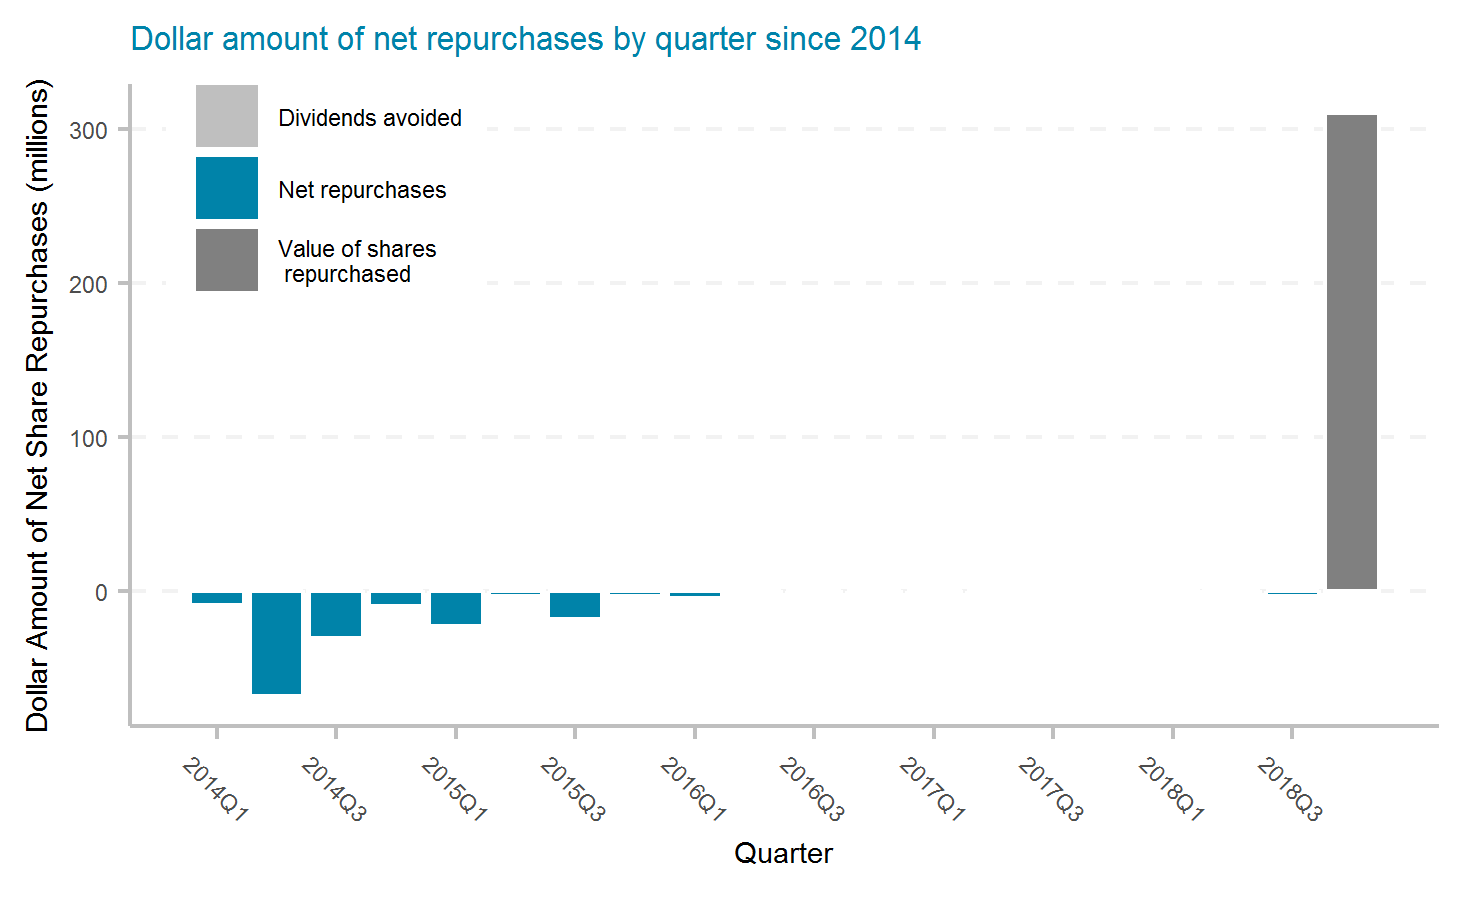 Dollar amount of net repurchases by quarter since 2014
Dollar Amount of Net Share Repurchases (millions)
300
200
100
0
Dividends avoided
Net repurchases
Value of shares
repurchased
2014Q1
2014Q3
2015Q1
2015Q3
2016Q1
2016Q3
2017Q1
2017Q3
2018Q1
2018Q3
Quarter